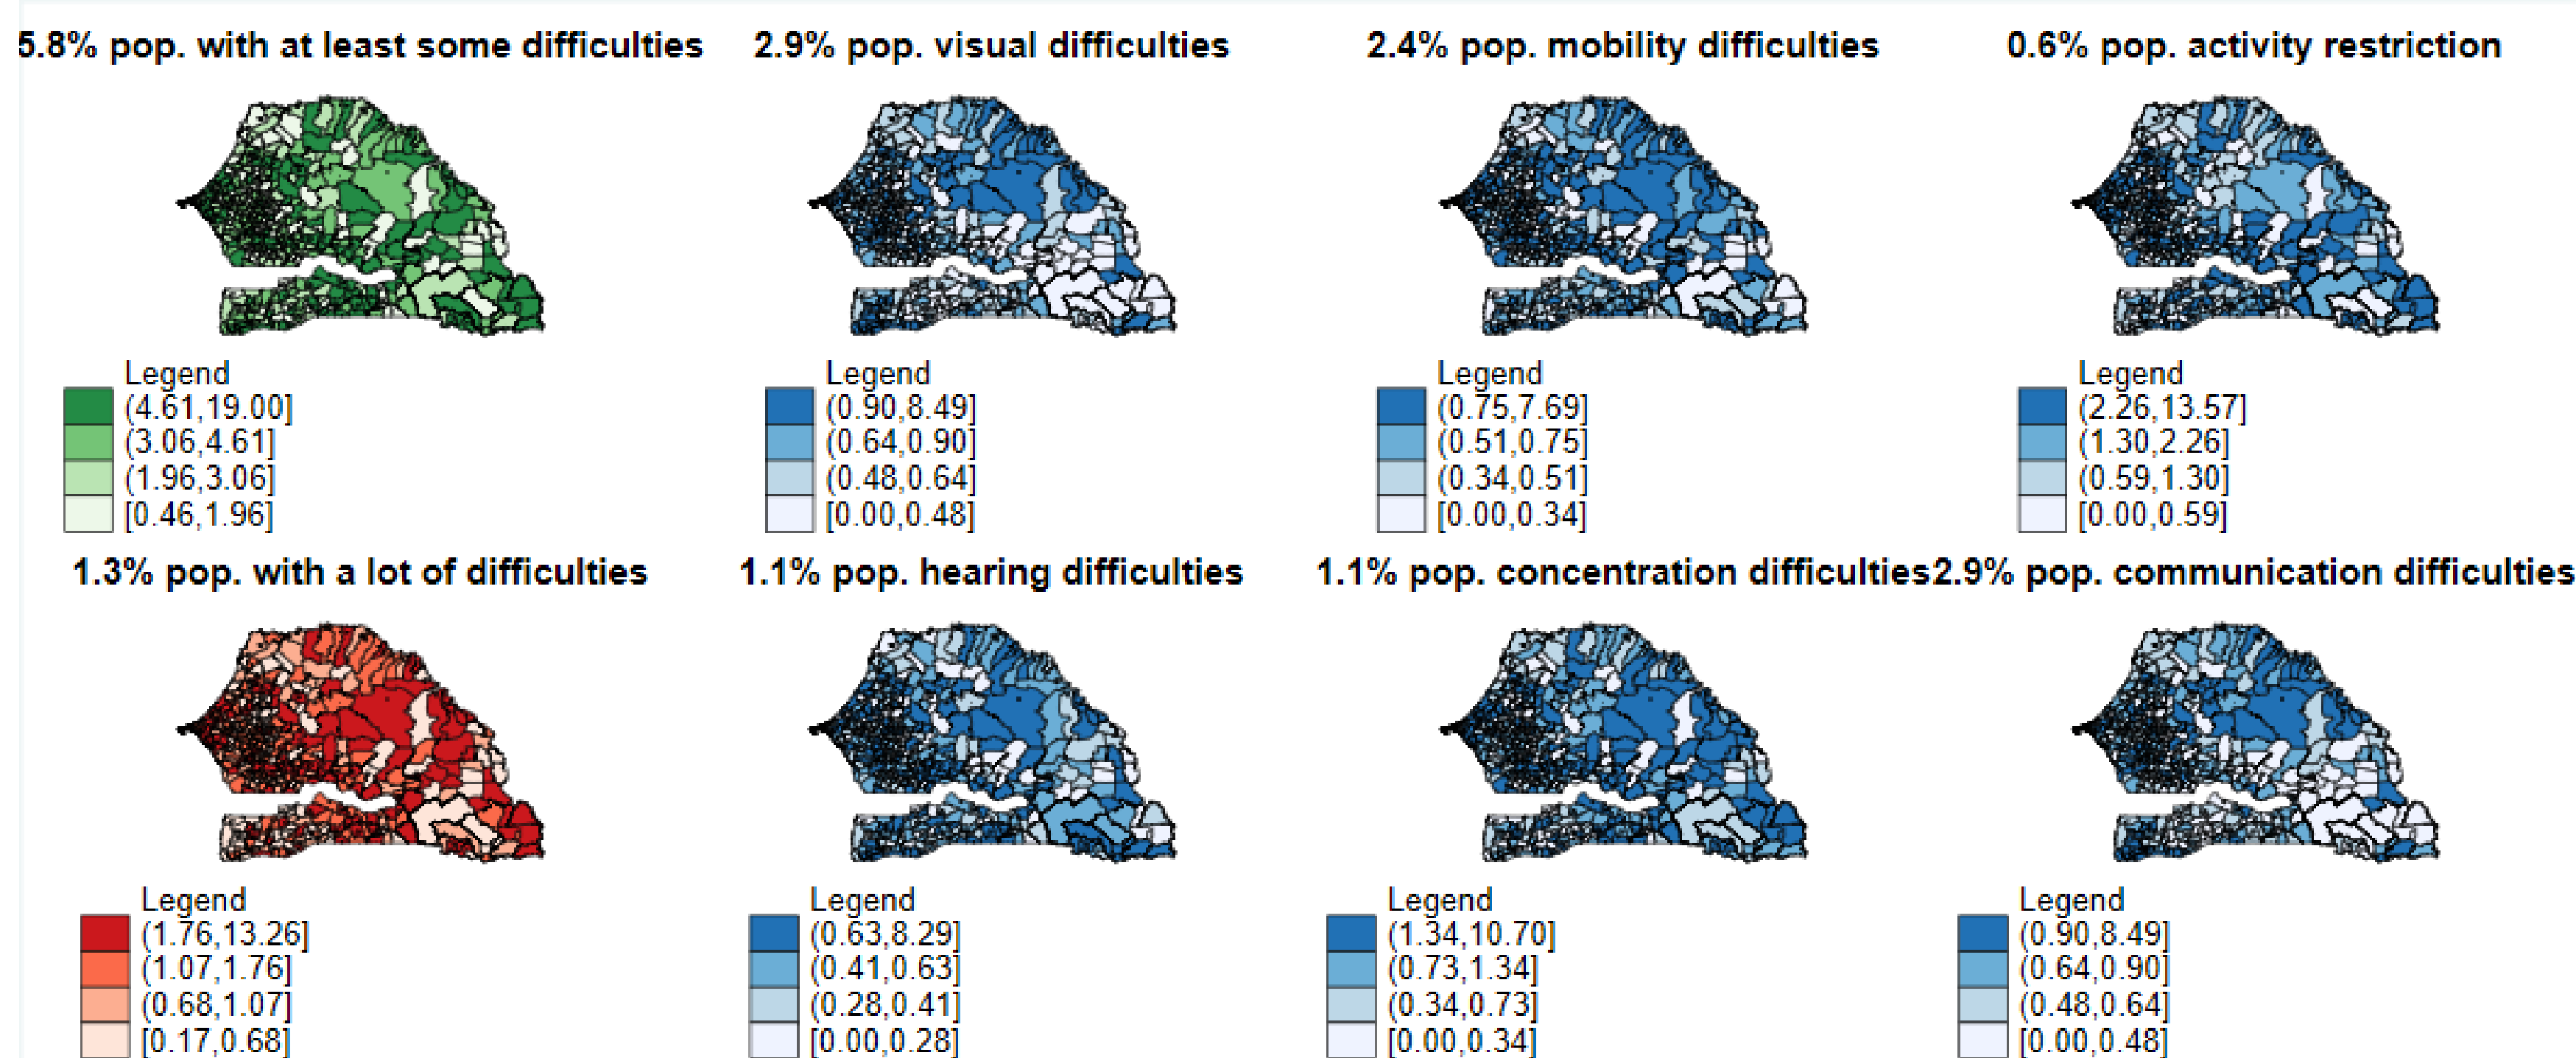 5.8% pop. with at least some difficulties
2.9% pop. visual difficulties
2.4% pop. mobility difficulties
0.6% pop. activity restriction
Legend
(4.61,19.00]
(3.06,4.61]
(1.96,3.06]
[0.46,1.96]
Legend
(0.90,8.49]
(0.64,0.90]
(0.48,0.64]
[0.00,0.48]
Legend
(0.75,7.69]
(0.51,0.75]
(0.34,0.51]
[0.00,0.34]
Legend
(2.26,13.57]
(1.30,2.26]
(0.59,1.30]
[0.00,0.59]
1.3% pop. with a lot of difficulties
1.1% pop. hearing difficulties
1.1% pop. concentration difficulties
2.9% pop. communication difficulties
Legend
(1.76,13.26]
(1.07,1.76]
(0.68,1.07]
[0.17,0.68]
Legend
(0.63,8.29]
(0.41,0.63]
(0.28,0.41]
[0.00,0.28]
Legend
(1.34,10.70]
(0.73,1.34]
(0.34,0.73]
[0.00,0.34]
Legend
(0.90,8.49]
(0.64,0.90]
(0.48,0.64]
[0.00,0.48]